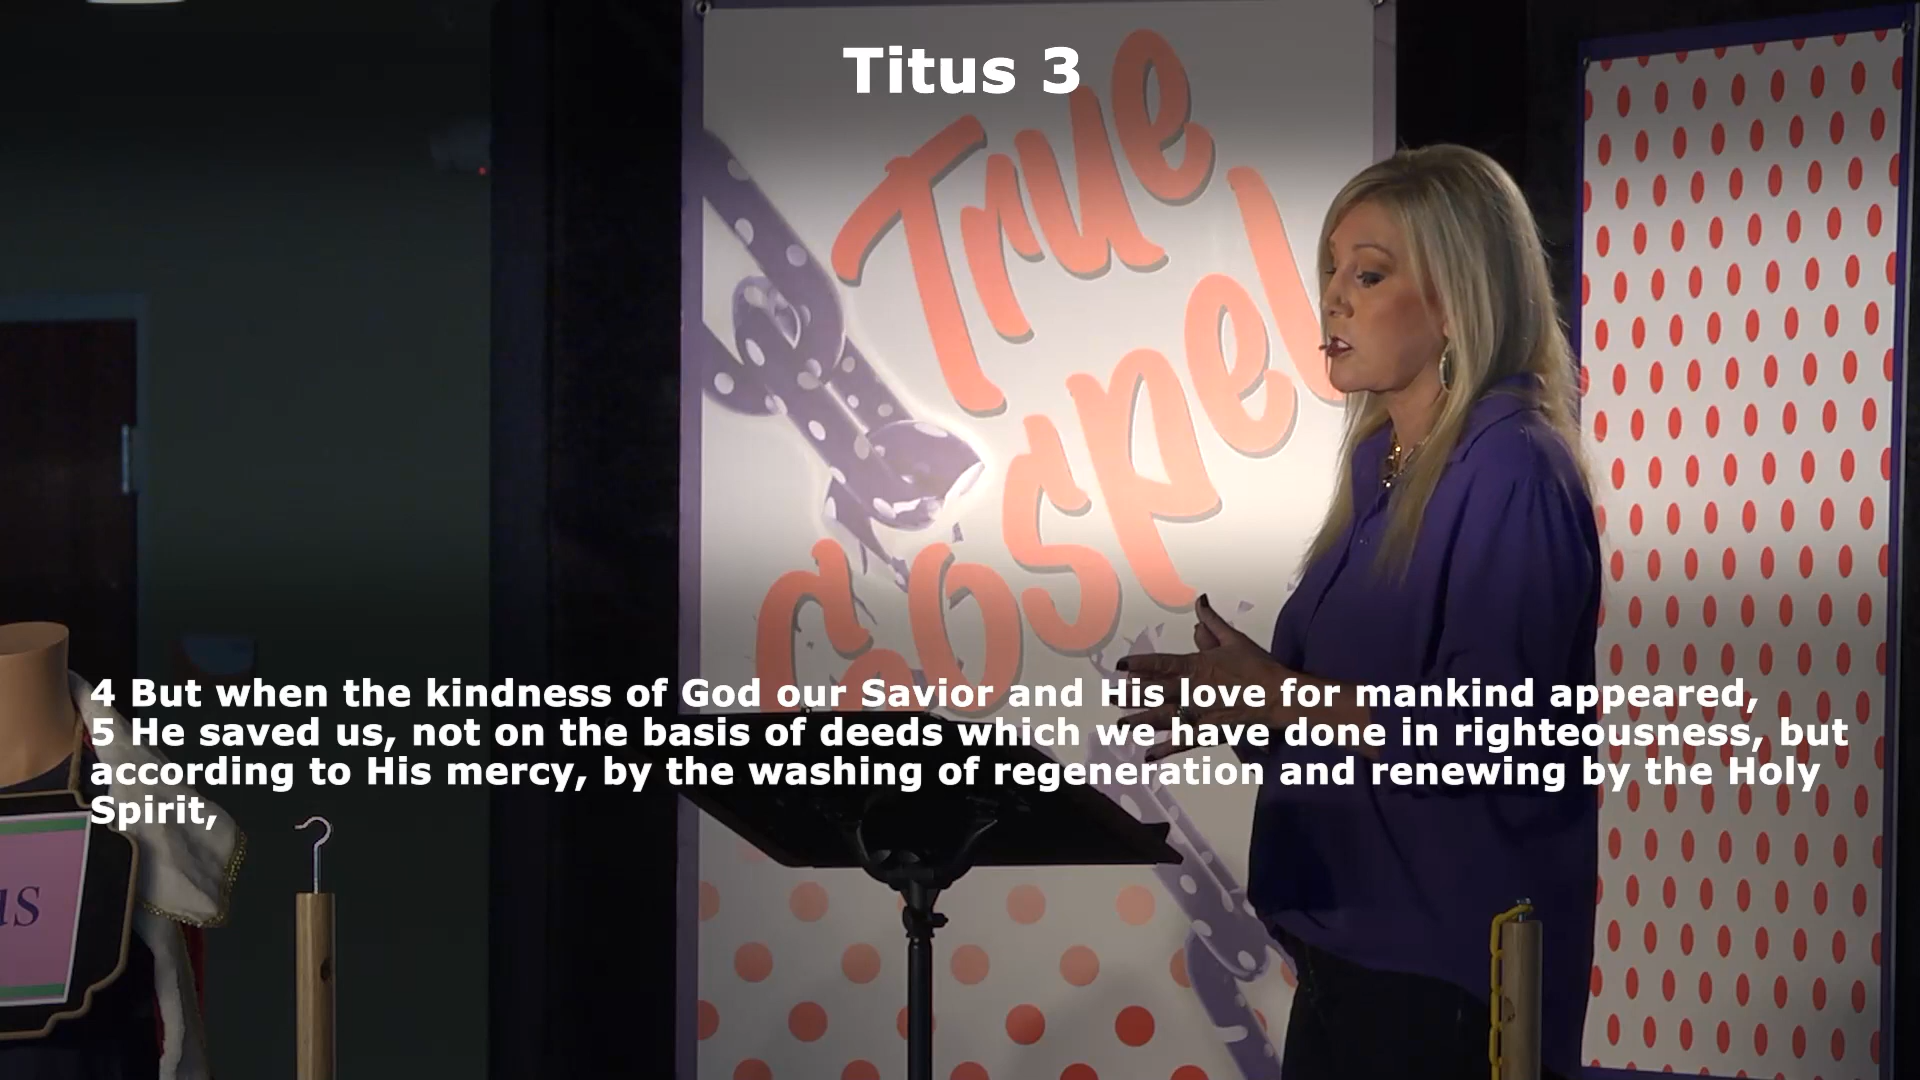 Titus 3
True
Gospel
4 But when the kindness of God our Savior and His love for mankind appeared,
5 He saved us, not on the basis of deeds which we have done in righteousness, but
according to His mercy, by the washing of regeneration and renewing by the Holy
Spirit,